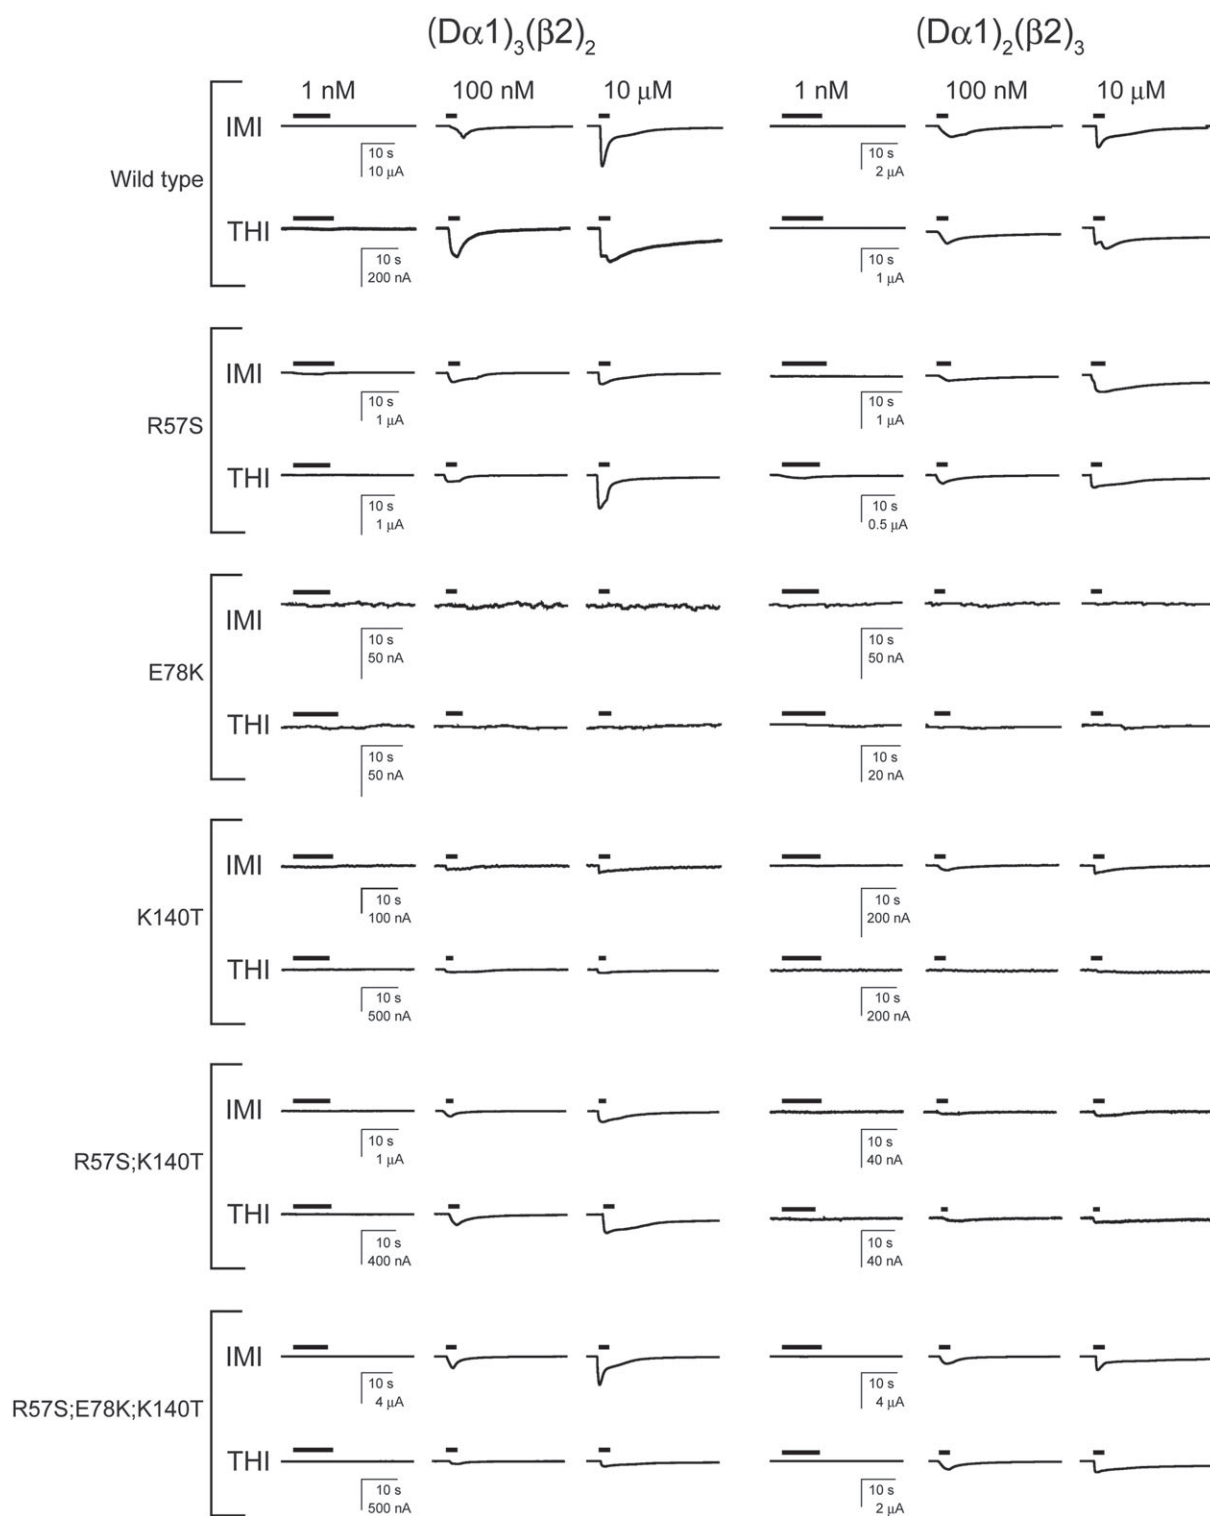 (Dα1)₃(β2)₂ (Dα1)₂(β2)₃
1 nM 100 nM 10 μM 1 nM 100 nM 10 μM
IMI
10 s 10 s
10 μA 2 μA
Wild type
THI
10 s 10 s
200 nA 1 μA
IMI
10 s 10 s
1 μA 1 μA
R57S
THI
10 s 10 s
1 μA 0.5 μA
IMI
10 s 10 s
50 nA 50 nA
E78K
THI
10 s 10 s
50 nA 20 nA
IMI
10 s 10 s
100 nA 200 nA
K140T
THI
10 s 10 s
500 nA 200 nA
IMI
10 s 10 s
1 μA 40 nA
R57S;K140T
THI
10 s 10 s
400 nA 40 nA
IMI
10 s 10 s
4 μA 4 μA
R57S;E78K;K140T
THI
10 s 10 s
500 nA 2 μA